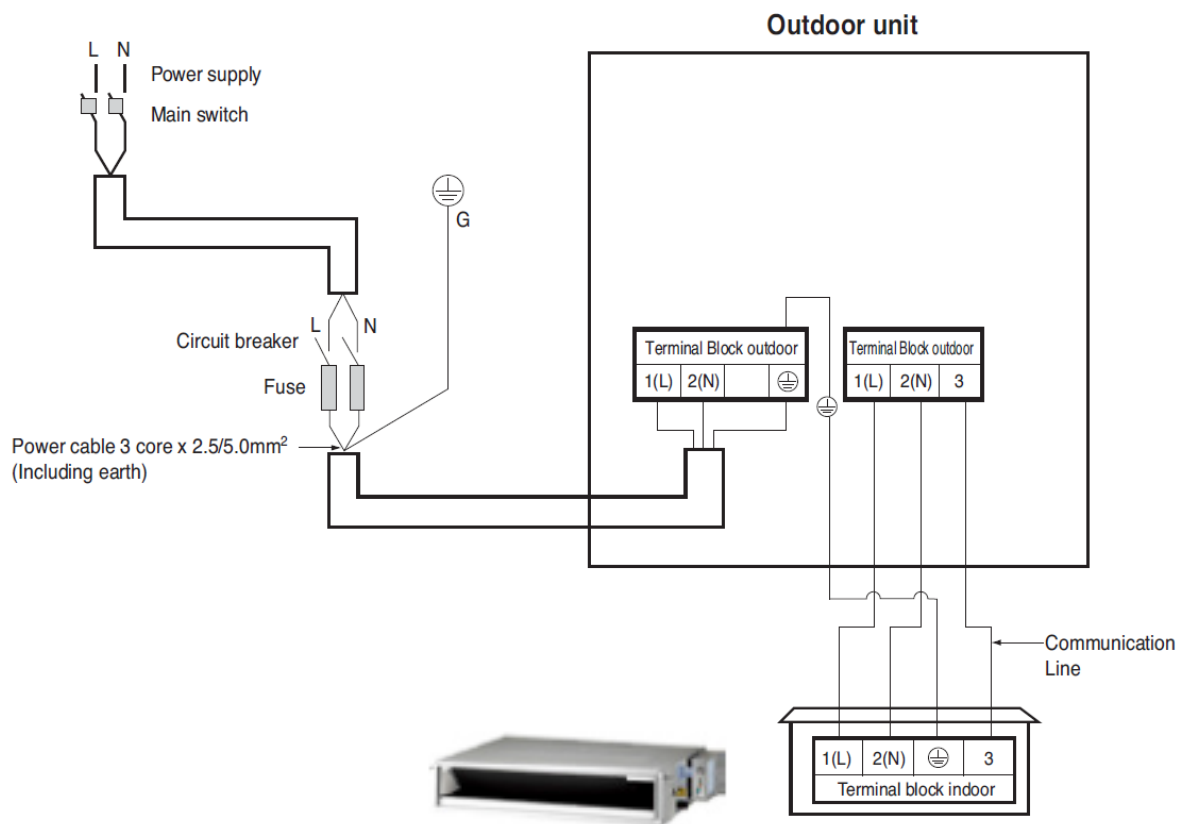 Outdoor unit
L N
Power supply
Main switch
G
L N
Circuit breaker
Fuse
Power cable 3 core x 2.5/5.0mm²
(Including earth)
Terminal Block outdoor
1(L) 2(N)
Terminal Block outdoor
1(L) 2(N) 3
Communication
Line
1(L) 2(N) 3
Terminal block indoor